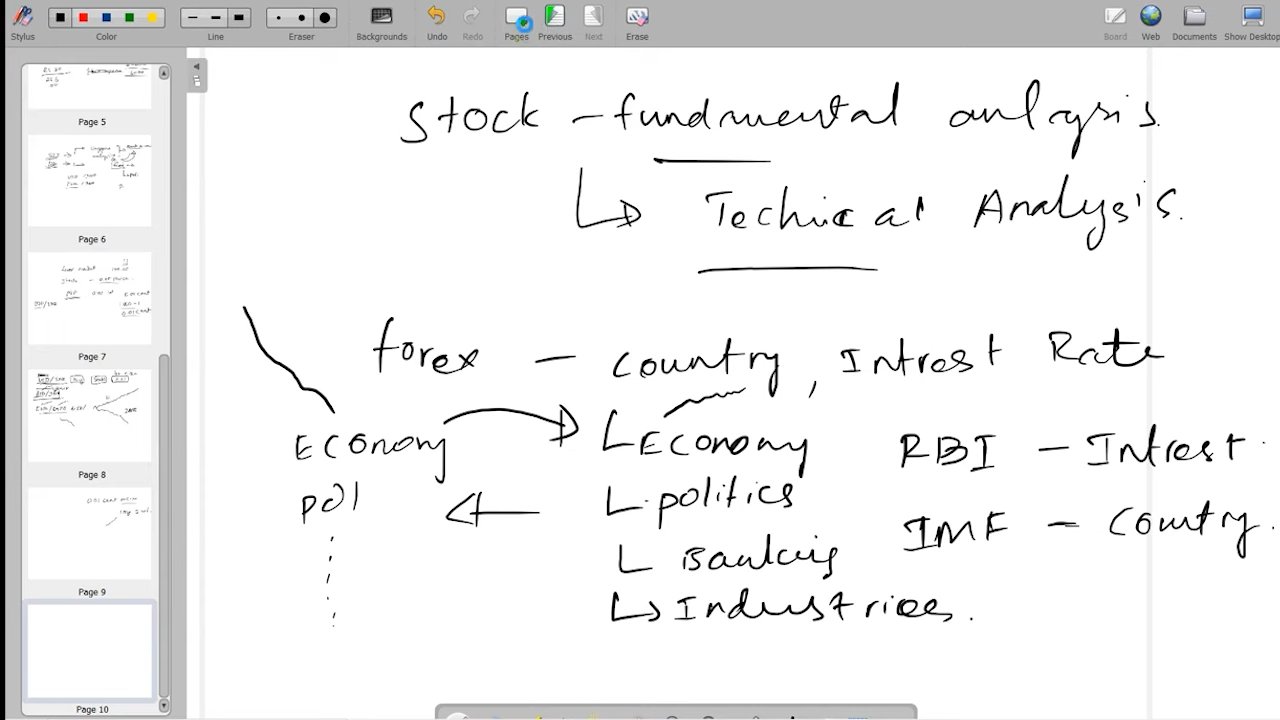 Stylus Color Line Eraser Backgrounds Undo Redo Pages Previous Next Erase Board Web Documents Show Desktop
Page 5
Page 6
Page 7
Page 8
Page 9
Page 10
Stock - fundmental anlysis.
Techical Analysis.
forex - country, Intrest Rate
Economy Economy RBI - Intrest.
pol politics
IMF - Country.
Banking
Industries.